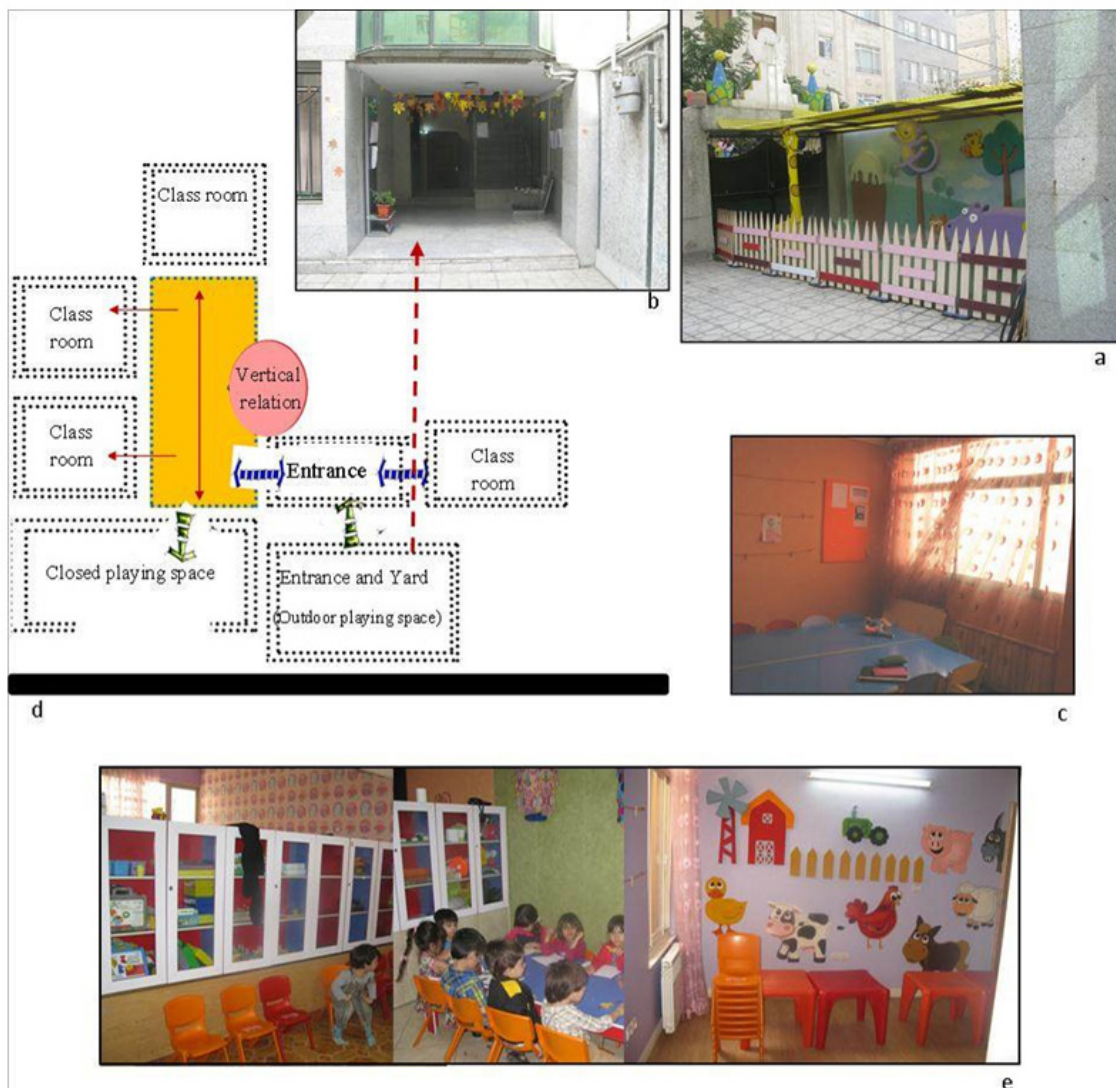 b
a
Class room
Class
room
Class
room
Vertical
relation
Entrance
Class
room
Closed playing space
Entrance and Yard
(Outdoor playing space)
d
c
e